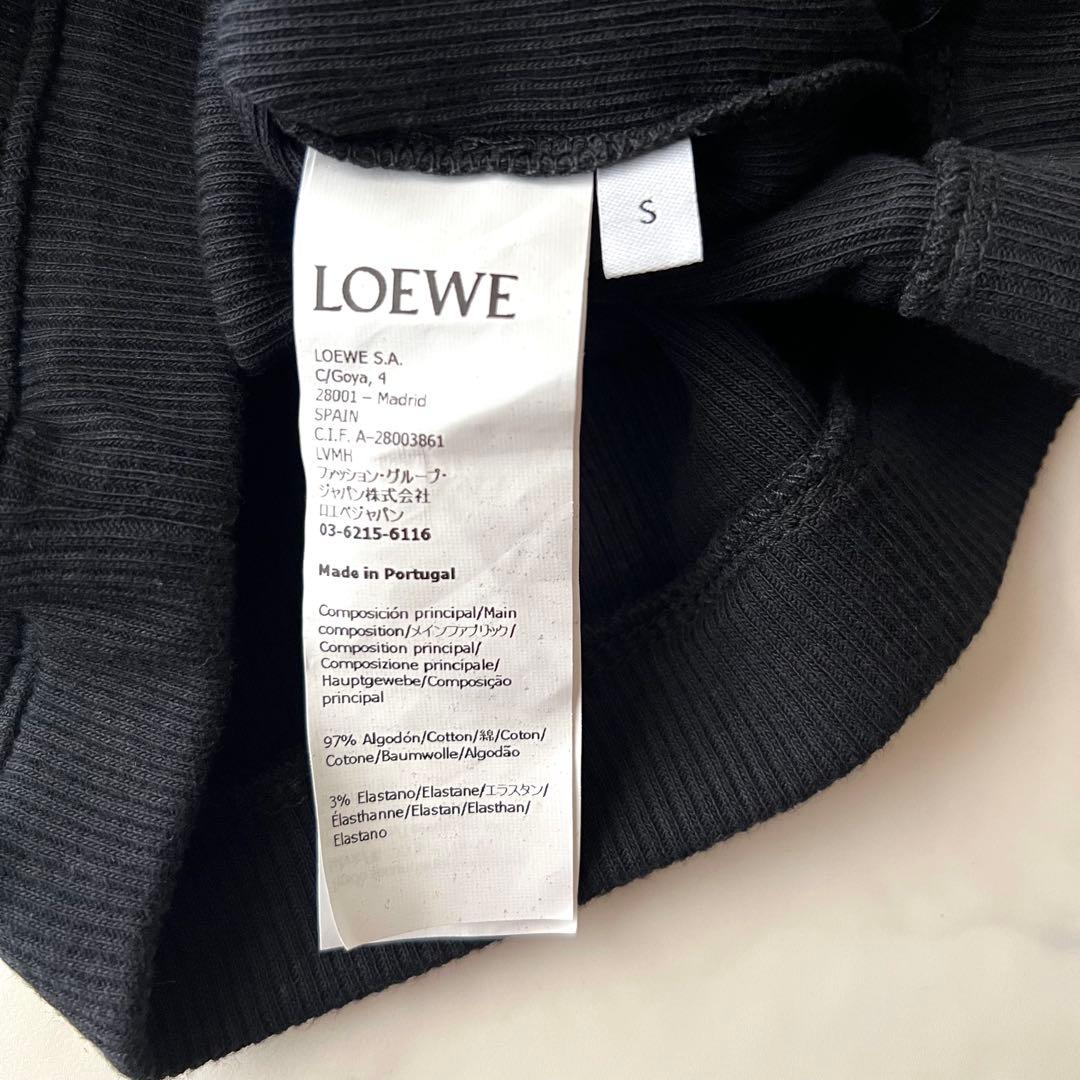 S
LOEWE
LOEWE S.A.
C/Goya, 4
28001 – Madrid
SPAIN
C.I.F. A-28003861
LVMH
ファッション・グループ・
ジャパン株式会社
ロエベジャパン
03-6215-6116
Made in Portugal
Composición principal/Main
composition/メインファブリック/
Composition principal/
Composizione principale/
Hauptgewebe/Composição
principal
97% Algodón/Cotton/綿/Coton/
Cotone/Baumwolle/Algodão
3% Elastano/Elastane/エラスタン/
Élasthanne/Elastan/Elasthan/
Elastano